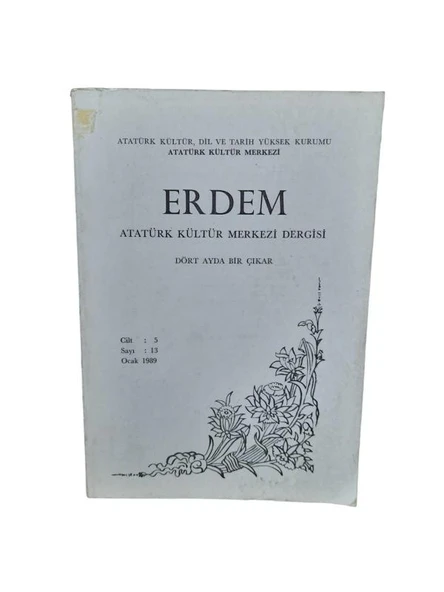 ATATÜRK KÜLTÜR, DİL VE TARİH YÜKSEK KURUMU
ATATÜRK KÜLTÜR MERKEZİ
ERDEM
ATATÜRK KÜLTÜR MERKEZİ DERGİSİ
DÖRT AYDA BİR ÇIKAR
Cilt : 5
Sayı : 13
Ocak 1989